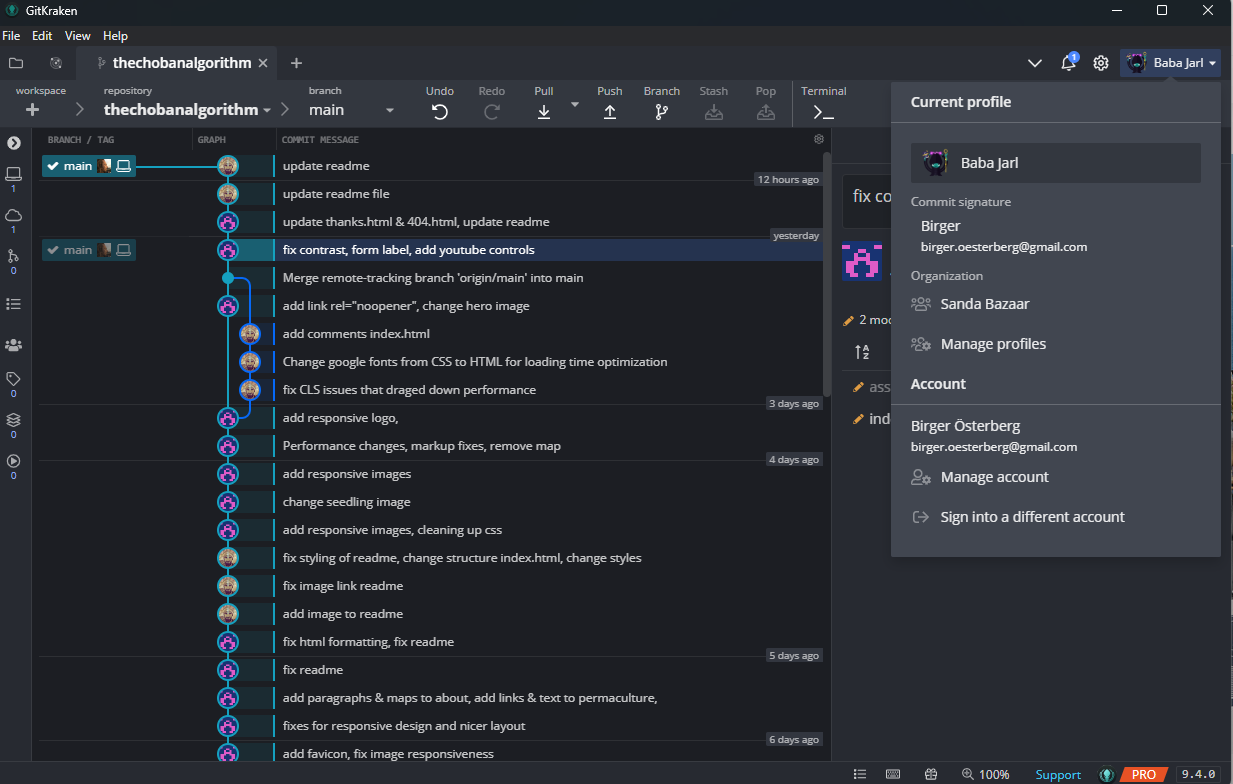 GitKraken
File Edit View Help
thechobanalgorithm
1
Baba Jarl
workspace
repository
thechobanalgorithm
branch
main
Undo
Redo
Pull
Push
Branch
Stash
Pop
Terminal
BRANCH / TAG
GRAPH
COMMIT MESSAGE
1
1
0
0
0
0
main
update readme
12 hours ago
update readme file
update thanks.html & 404.html, update readme
yesterday
main
fix contrast, form label, add youtube controls
Merge remote-tracking branch 'origin/main' into main
add link rel="noopener", change hero image
add comments index.html
Change google fonts from CSS to HTML for loading time optimization
fix CLS issues that draged down performance
3 days ago
add responsive logo,
Performance changes, markup fixes, remove map
4 days ago
add responsive images
change seedling image
add responsive images, cleaning up css
fix styling of readme, change structure index.html, change styles
fix image link readme
add image to readme
fix html formatting, fix readme
5 days ago
fix readme
add paragraphs & maps to about, add links & text to permaculture,
fixes for responsive design and nicer layout
6 days ago
add favicon, fix image responsiveness
fix co
2 mod
ass
ind
Current profile
Baba Jarl
Commit signature
Birger
birger.oesterberg@gmail.com
Organization
Sanda Bazaar
Manage profiles
Account
Birger Österberg
birger.oesterberg@gmail.com
Manage account
Sign into a different account
100%
Support
PRO
9.4.0